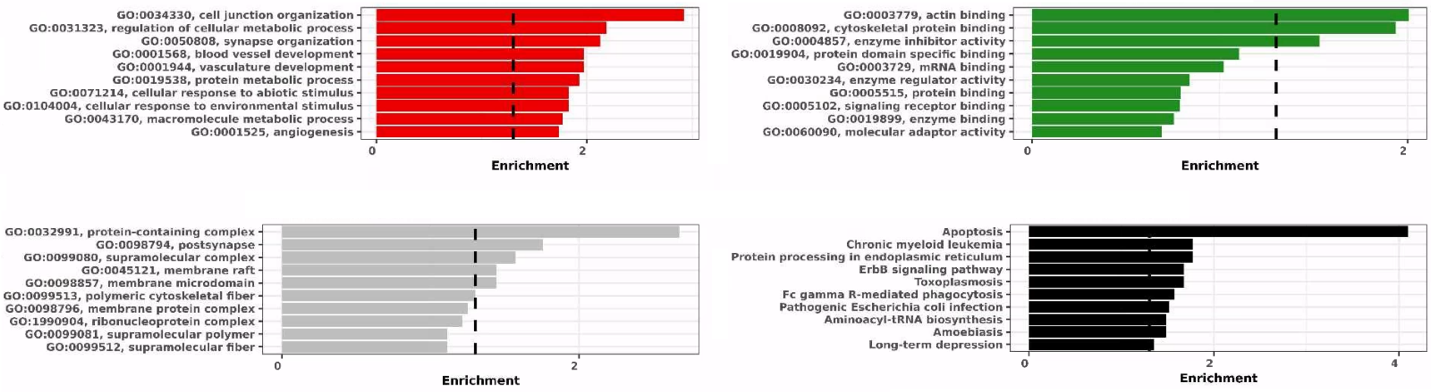 GO:0034330, cell junction organization
GO:0031323, regulation of cellular metabolic process
GO:0050808, synapse organization
GO:0001568, blood vessel development
GO:0001944, vasculature development
GO:0019538, protein metabolic process
GO:0071214, cellular response to abiotic stimulus
GO:0104004, cellular response to environmental stimulus
GO:0043170, macromolecule metabolic process
GO:0001525, angiogenesis
0 2
Enrichment
GO:0003779, actin binding
GO:0008092, cytoskeletal protein binding
GO:0004857, enzyme inhibitor activity
GO:0019904, protein domain specific binding
GO:0003729, mRNA binding
GO:0030234, enzyme regulator activity
GO:0005515, protein binding
GO:0005102, signaling receptor binding
GO:0019899, enzyme binding
GO:0060090, molecular adaptor activity
0 2
Enrichment
GO:0032991, protein-containing complex
GO:0098794, postsynapse
GO:0099080, supramolecular complex
GO:0045121, membrane raft
GO:0098857, membrane microdomain
GO:0099513, polymeric cytoskeletal fiber
GO:0098796, membrane protein complex
GO:1990904, ribonucleoprotein complex
GO:0099081, supramolecular polymer
GO:0099512, supramolecular fiber
0 2
Enrichment
Apoptosis
Chronic myeloid leukemia
Protein processing in endoplasmic reticulum
ErbB signaling pathway
Toxoplasmosis
Fc gamma R-mediated phagocytosis
Pathogenic Escherichia coli infection
Aminoacyl-tRNA biosynthesis
Amoebiasis
Long-term depression
0 2 4
Enrichment